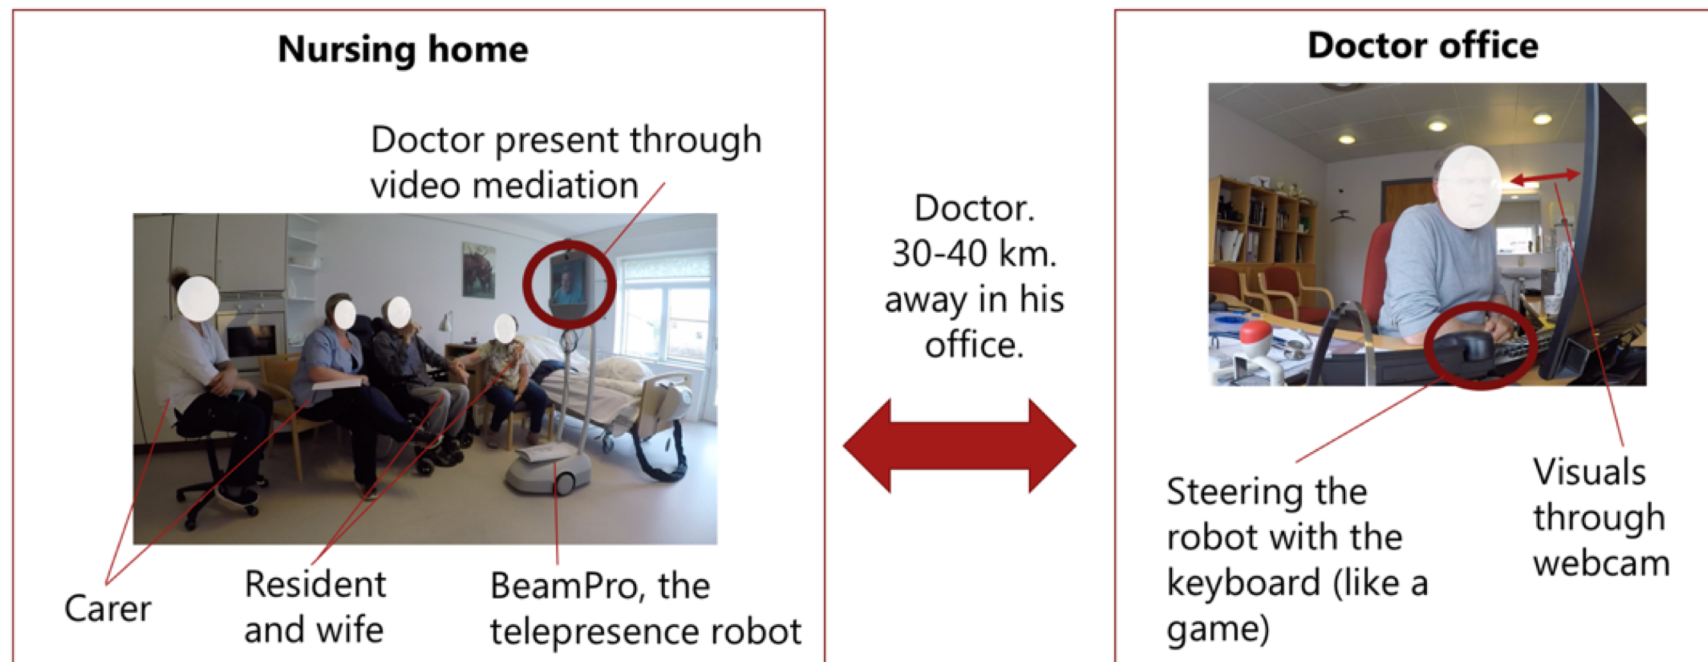 Nursing home
Doctor present through
video mediation
Carer
Resident
and wife
BeamPro, the
telepresence robot
Doctor.
30-40 km.
away in his
office.
Doctor office
Steering the
robot with the
keyboard (like a
game)
Visuals
through
webcam